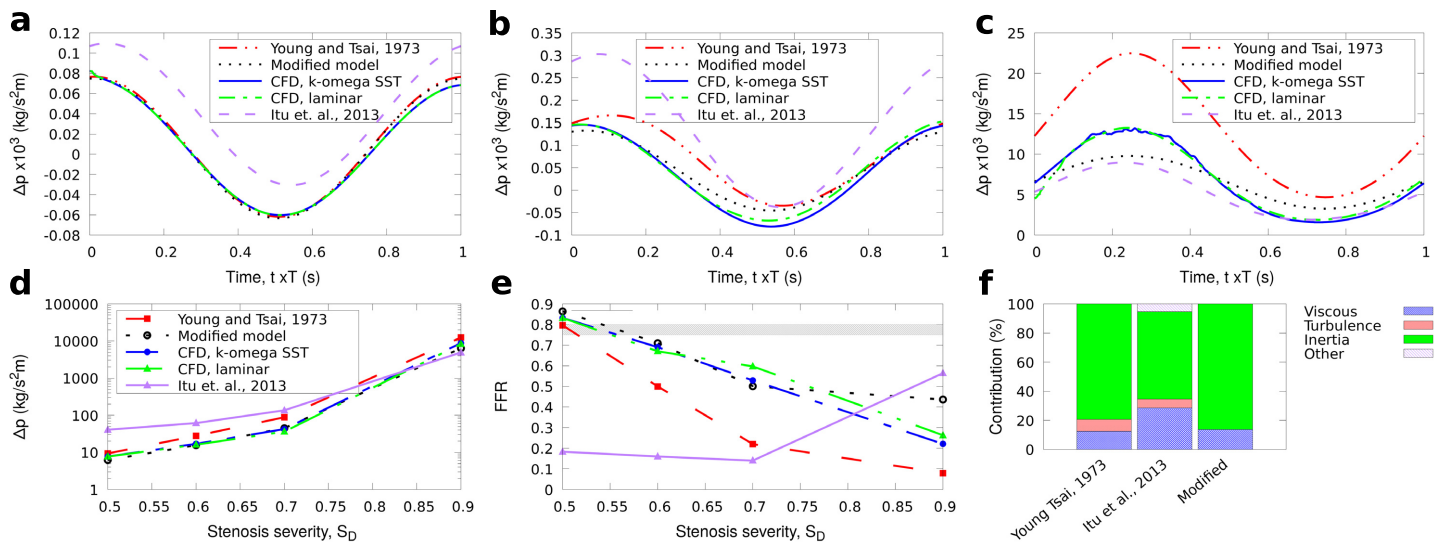 a
0.12
0.1
0.08
0.06
0.04
0.02
0
-0.02
-0.04
-0.06
-0.08
0 0.2 0.4 0.6 0.8 1
Δp x10³ (kg/s²m)
Time, t xT (s)
Young and Tsai, 1973
Modified model
CFD, k-omega SST
CFD, laminar
Itu et. al., 2013
b
0.35
0.3
0.25
0.2
0.15
0.1
0.05
0
-0.05
-0.1
0 0.2 0.4 0.6 0.8 1
Δp x10³ (kg/s²m)
Time, t xT (s)
Young and Tsai, 1973
Modified model
CFD, k-omega SST
CFD, laminar
Itu et. al., 2013
c
25
20
15
10
5
0
0 0.2 0.4 0.6 0.8 1
Δp x10³ (kg/s²m)
Time, t xT (s)
Young and Tsai, 1973
Modified model
CFD, k-omega SST
CFD, laminar
Itu et. al., 2013
d
100000
10000
1000
100
10
1
0.5 0.55 0.6 0.65 0.7 0.75 0.8 0.85 0.9
Δp (kg/s²m)
Stenosis severity, S_D
Young and Tsai, 1973
Modified model
CFD, k-omega SST
CFD, laminar
Itu et. al., 2013
e
0.9
0.8
0.7
0.6
0.5
0.4
0.3
0.2
0.1
0
0.5 0.55 0.6 0.65 0.7 0.75 0.8 0.85 0.9
FFR
Stenosis severity, S_D
f
100
80
60
40
20
0
Contribution (%)
Young Tsai, 1973
Itu et al., 2013
Modified
Viscous
Turbulence
Inertia
Other